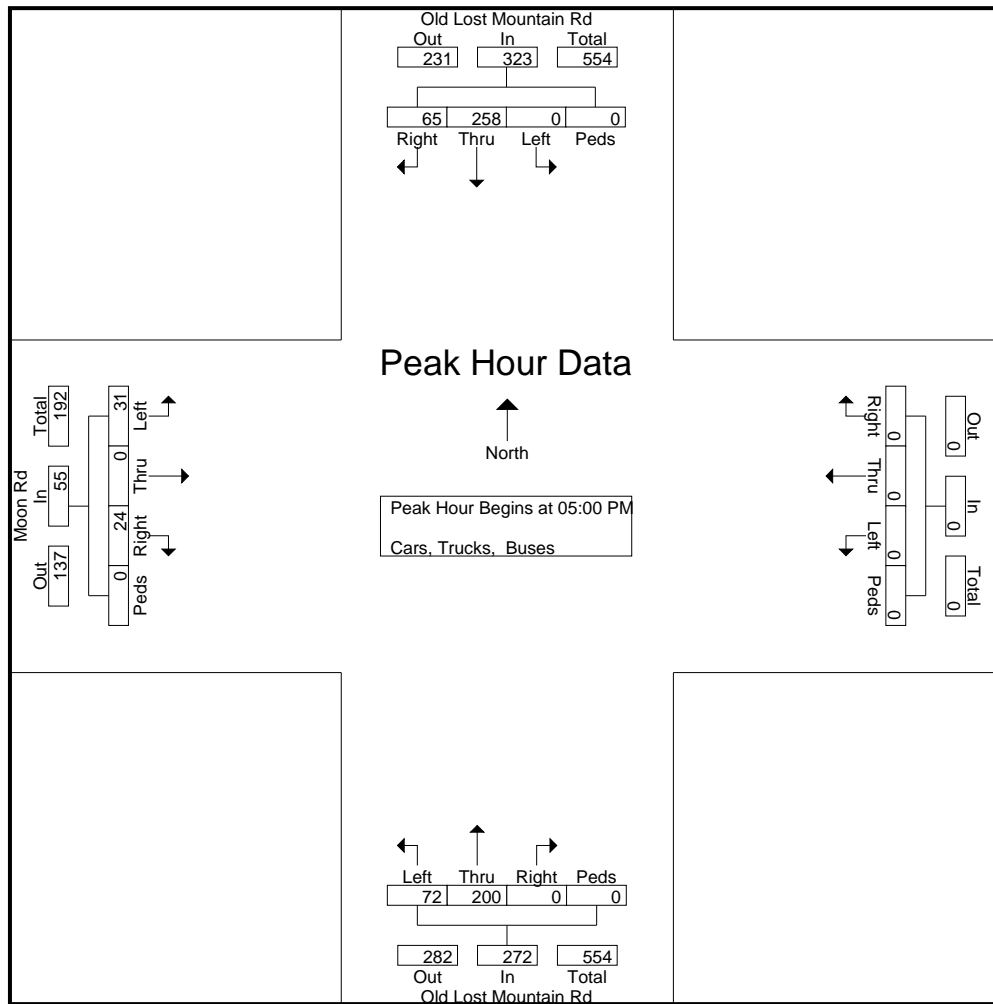 Old Lost Mountain Rd
Out In Total
231 323 554
65 258 0 0
Right Thru Left Peds
Peak Hour Data
North
Peak Hour Begins at 05:00 PM
Cars, Trucks, Buses
Moon Rd
Total In Out
192 55 137
31 0 24 0
Left Thru Right Peds
Out In Total
0 0 0
0 0 0 0
Right Thru Left Peds
Left Thru Right Peds
72 200 0 0
282 272 554
Out In Total
Old Lost Mountain Rd